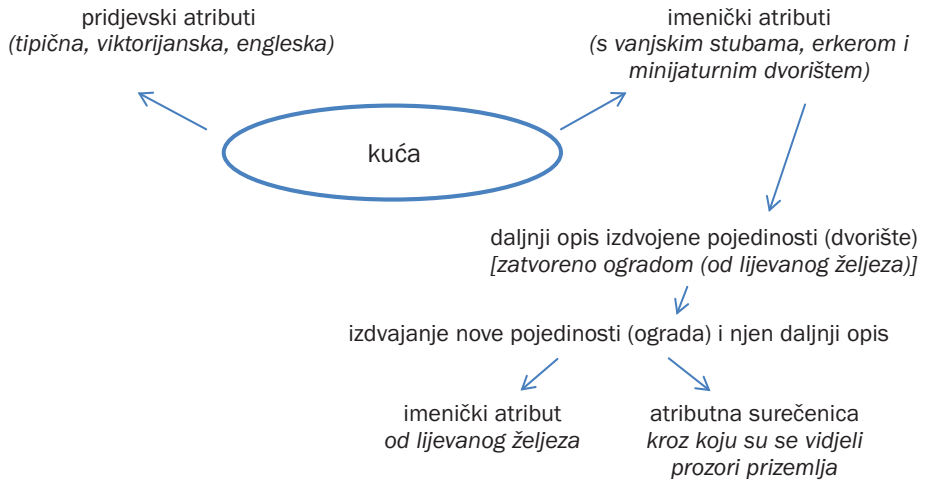 pridjevski atributi
(tipična, viktorijanska, engleska)
imenički atributi
(s vanjskim stubama, erkerom i
minijaturnim dvorištem)
kuća
daljnji opis izdvojene pojedinosti (dvorište)
[zatvoreno ogradom (od lijevanog željeza)]
izdvajanje nove pojedinosti (ograda) i njen daljnji opis
imenički atribut
od lijevanog željeza
atributna surečenica
kroz koju su se vidjeli
prozori prizemlja